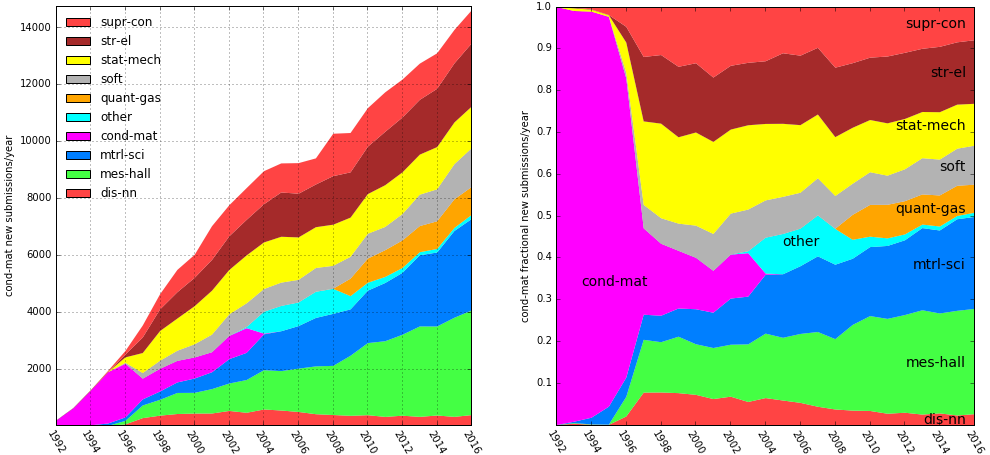 cond-mat new submissions/year
14000
12000
10000
8000
6000
4000
2000
supr-con
str-el
stat-mech
soft
quant-gas
other
cond-mat
mtrl-sci
mes-hall
dis-nn
1992
1994
1996
1998
2000
2002
2004
2006
2008
2010
2012
2014
2016
cond-mat fractional new submissions/year
1.0
0.9
0.8
0.7
0.6
0.5
0.4
0.3
0.2
0.1
supr-con
str-el
stat-mech
soft
quant-gas
other
mtrl-sci
cond-mat
mes-hall
dis-nn
1992
1994
1996
1998
2000
2002
2004
2006
2008
2010
2012
2014
2016